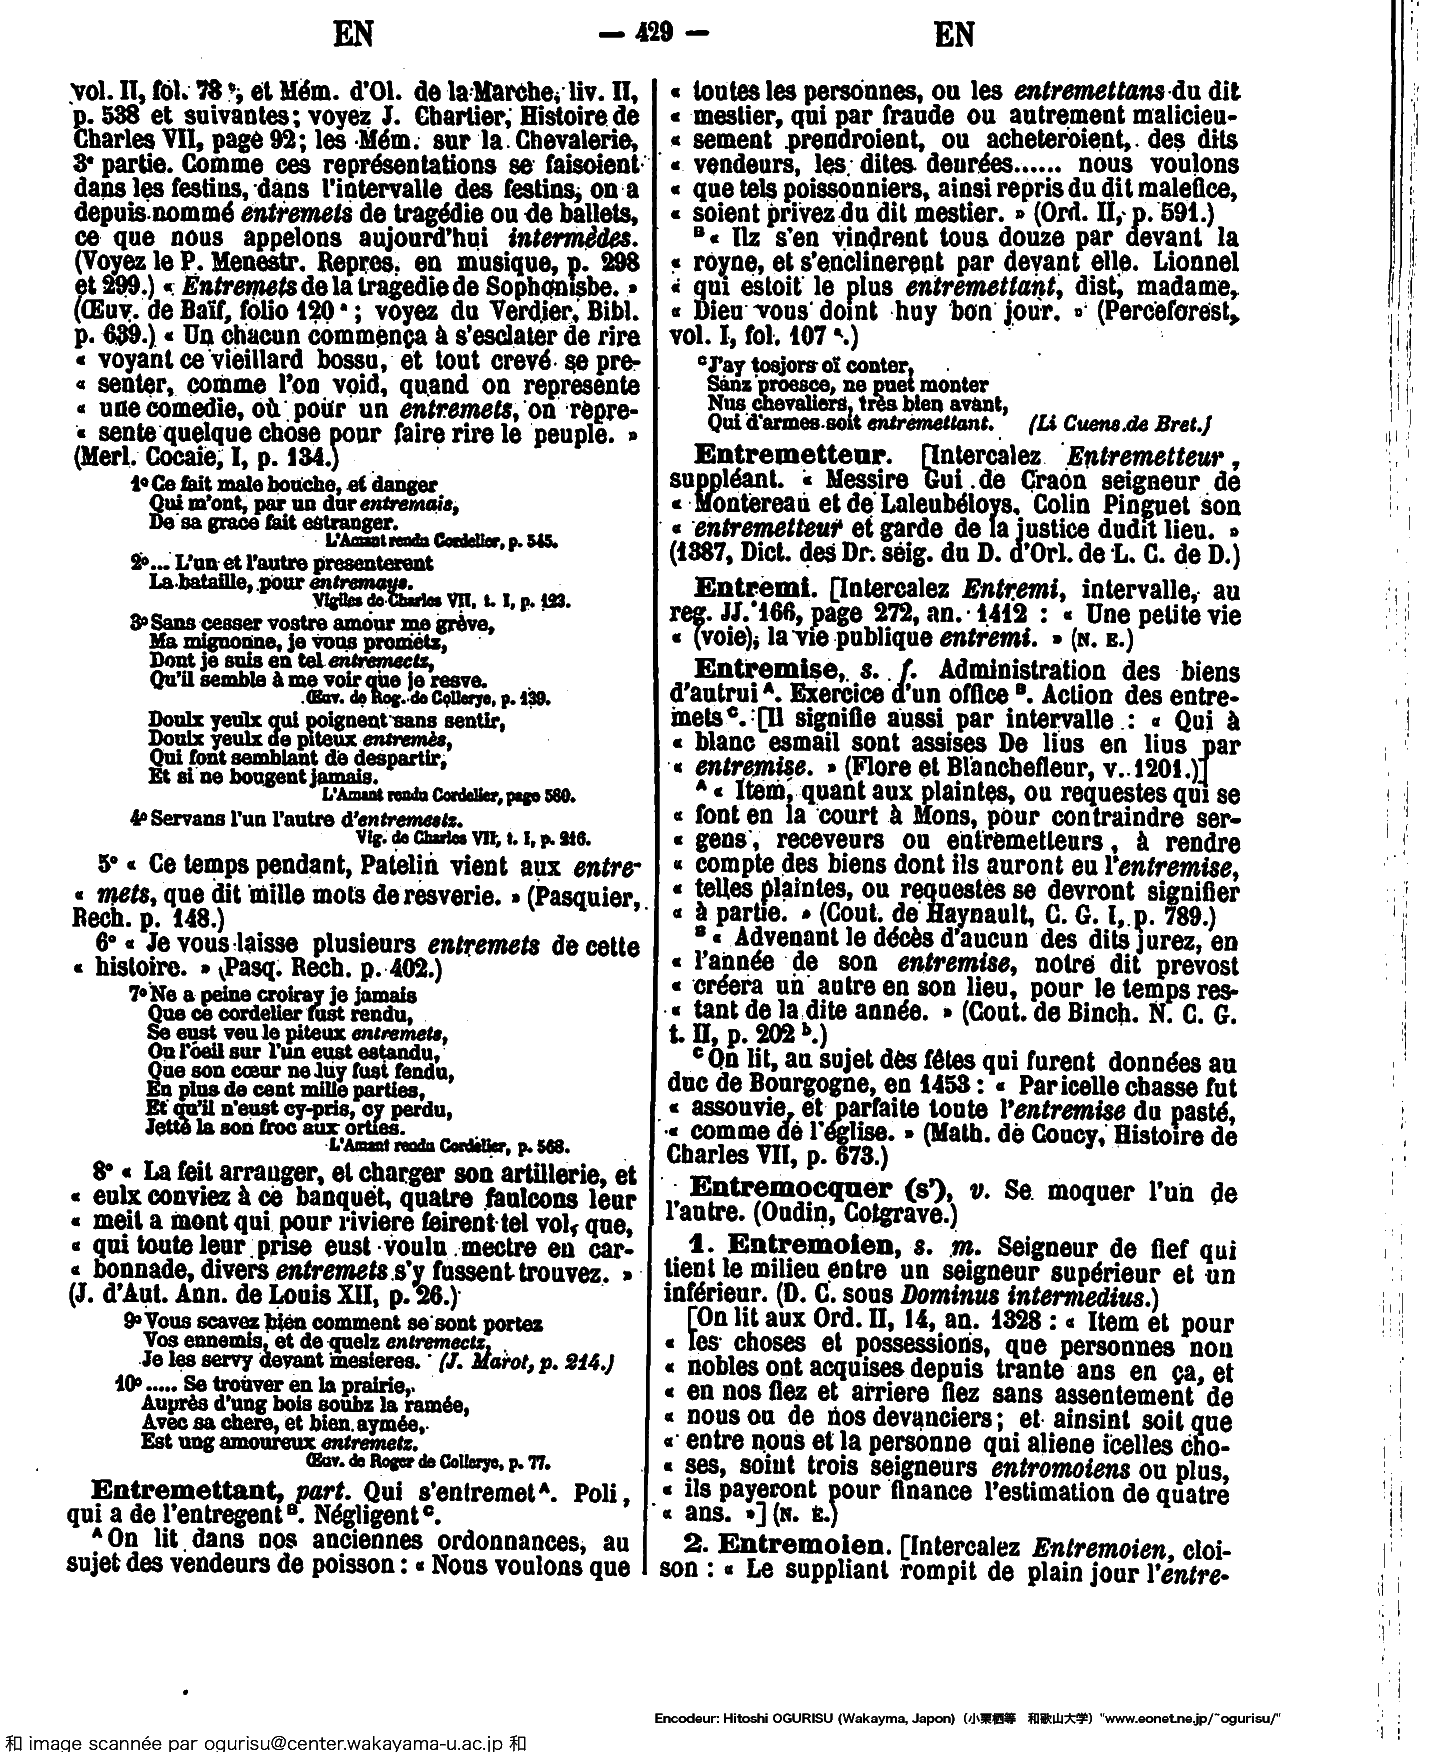 EN — 429 — EN
vol. II, fol. 78 b; et Mém. d'Ol. de la Marche, liv. II,
p. 538 et suivantes; voyez J. Chartier, Histoire de
Charles VII, page 92; les Mém. sur la Chevalerie,
3e partie. Comme ces représentations se faisoient
dans les festins, dans l'intervalle des festins, on a
depuis nommé entremets de tragédie ou de ballets,
ce que nous appelons aujourd'hui intermèdes.
(Voyez le P. Menestr. Repres. en musique, p. 298
et 299.) « Entremets de la tragedie de Sophonisbe. »
(Œuv. de Baïf, folio 120 a; voyez du Verdier, Bibl.
p. 639.) « Un chacun commença à s'esclater de rire
« voyant ce vieillard bossu, et tout crevé se pre-
« senter, comme l'on void, quand on represente
« une comedie, où pour un entremets, on repre-
« sente quelque chose pour faire rire le peuple. »
(Merl. Cocaie, I, p. 134.)
1o Ce fait male bouche, et danger
Qui m'ont, par un dur entremais,
De sa grace fait estranger.
L'Amant rendu Cordelier, p. 545.
2o... L'un et l'autre presenterent
La bataille, pour entremays.
Vigiles de Charles VII, t. I, p. 123.
3o Sans cesser vostre amour me grève,
Ma mignonne, je vous prometz,
Dont je suis en tel entremectz,
Qu'il semble à me voir que je resve.
Œuv. de Rog. de Collerye, p. 139.
Doulx yeulx qui poignent sans sentir,
Doulx yeulx de piteux entremès,
Qui font semblant de despartir,
Et si ne bougent jamais.
L'Amant rendu Cordelier, page 580.
4o Servans l'un l'autre d'entremestz.
Vig. de Charles VII, t. I, p. 216.
5o « Ce temps pendant, Patelin vient aux entre-
« mets, que dit mille mots de resverie. » (Pasquier,
Rech. p. 148.)
6o « Je vous laisse plusieurs entremets de cette
« histoire. » (Pasq. Rech. p. 402.)
7o Ne a peine croiray je jamais
Que ce cordelier fust rendu,
Se eust veu le piteux entremets,
Ou l'oeil sur l'un eust estandu,
Que son cœur ne luy fust fendu,
En plus de cent mille parties,
Et qu'il n'eust cy-pris, cy perdu,
Jetté la son froc aux orties.
L'Amant rendu Cordelier, p. 568.
8o « La feit arranger, et charger son artillerie, et
« eulx conviez à ce banquet, quatre faulcons leur
« meit a mont qui pour riviere feirent tel vol, que,
« qui toute leur prise eust voulu mectre en car-
« bonnade, divers entremets s'y fussent trouvez. »
(J. d'Aut. Ann. de Louis XII, p. 26.)
9o Vous scavez bien comment se sont portez
Vos ennemis, et de quelz entremectz,
Je les servy devant mesieres. (J. Marot, p. 214.)
10o ..... Se trouver en la prairie,
Auprès d'ung bois soubz la ramée,
Avec sa chere, et bien aymée,
Est ung amoureux entremetz.
Œuv. de Roger de Collerye, p. 77.
Entremettant, part. Qui s'entremet A. Poli,
qui a de l'entregent B. Négligent C.
A On lit dans nos anciennes ordonnances, au
sujet des vendeurs de poisson : « Nous voulons que
« toutes les personnes, ou les entremettans du dit
« mestier, qui par fraude ou autrement malicieu-
« sement prendroient, ou acheteroient, des dits
« vendeurs, les dites denrées...... nous voulons
« que tels poissonniers, ainsi repris du dit malefice,
« soient privez du dit mestier. » (Ord. II, p. 591.)
B « Ilz s'en vindrent tous douze par devant la
« royne, et s'enclinerent par devant elle. Lionnel
« qui estoit le plus entremettant, dist, madame,
« Dieu vous doint huy bon jour. » (Perceforest,
vol. I, fol. 107 a.)
C J'ay tosjors oï conter,
Sanz proesce, ne puet monter
Nus chevaliers, très bien avant,
Qui d'armes soit entremettant. (Li Cuens de Bret.)
Entremetteur. [Intercalez Entremetteur,
suppléant. « Messire Gui de Craon seigneur de
« Montereau et de Laleubéloys, Colin Pinguet son
« entremetteur et garde de la justice dudit lieu. »
(1387, Dict. des Dr. seig. du D. d'Orl. de L. C. de D.)
Entremi. [Intercalez Entremi, intervalle, au
reg. JJ. 166, page 272, an. 1412 : « Une petite vie
« (voie), la vie publique entremi. » (N. E.)
Entremise, s. f. Administration des biens
d'autrui A. Exercice d'un office B. Action des entre-
mets C. [Il signifie aussi par intervalle : « Qui à
« blanc esmail sont assises De lius en lius par
« entremise. » (Flore et Blanchefleur, v. 1201.)]
A « Item, quant aux plaintes, ou requestes qui se
« font en la court à Mons, pour contraindre ser-
« gens, receveurs ou entremetteurs, à rendre
« compte des biens dont ils auront eu l'entremise,
« telles plaintes, ou requestes se devront signifier
« à partie. » (Cout. de Haynault, C. G. I, p. 789.)
B « Advenant le décès d'aucun des dits jurez, en
« l'année de son entremise, notre dit prevost
« créera un autre en son lieu, pour le temps res-
« tant de la dite année. » (Cout. de Binch. N. C. G.
t. II, p. 202 b.)
C On lit, au sujet des fêtes qui furent données au
duc de Bourgogne, en 1453 : « Par icelle chasse fut
« assouvie, et parfaite toute l'entremise du pasté,
« comme de l'église. » (Math. de Coucy, Histoire de
Charles VII, p. 673.)
Entremocquer (s'), v. Se moquer l'un de
l'autre. (Oudin, Cotgrave.)
1. Entremoien, s. m. Seigneur de fief qui
tient le milieu entre un seigneur supérieur et un
inférieur. (D. C. sous Dominus intermedius.)
[On lit aux Ord. II, 14, an. 1328 : « Item et pour
« les choses et possessions, que personnes non
« nobles ont acquises depuis trante ans en ça, et
« en nos fiez et arriere fiez sans assentement de
« nous ou de nos devanciers; et ainsint soit que
« entre nous et la personne qui aliene icelles cho-
« ses, soint trois seigneurs entromoiens ou plus,
« ils payeront pour finance l'estimation de quatre
« ans. »] (N. E.)
2. Entremoien. [Intercalez Entremoien, cloi-
son : « Le suppliant rompit de plain jour l'entre-
Encodeur: Hitoshi OGURISU (Wakayma, Japon) (小栗栖等 和歌山大学) "www.eonet.ne.jp/~ogurisu/"
和 image scannée par ogurisu@center.wakayama-u.ac.jp 和